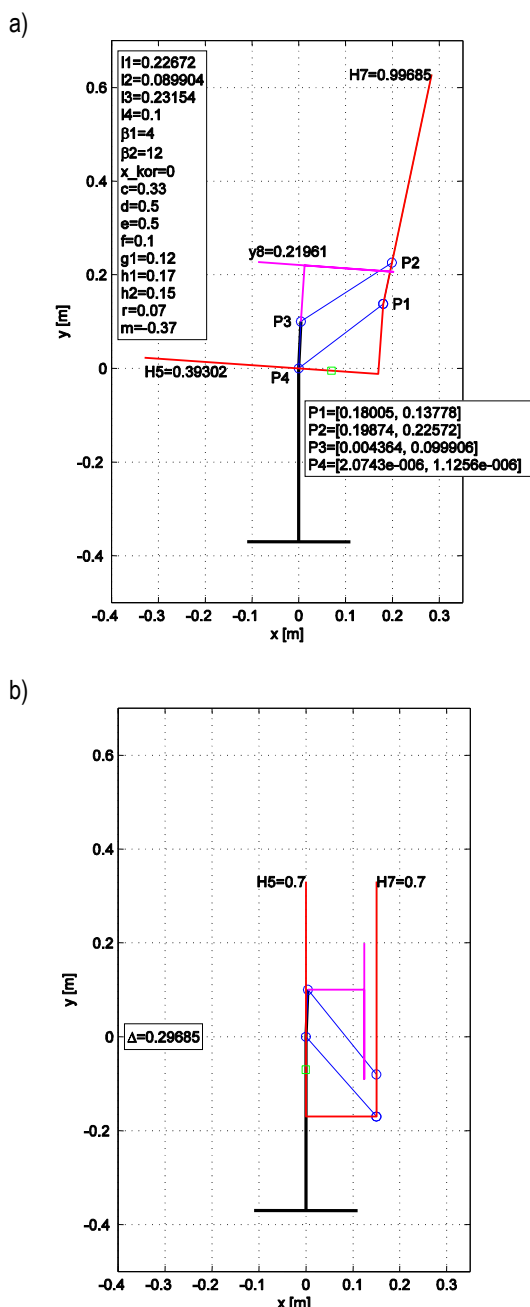 a)
l1=0.22672
l2=0.089904
l3=0.23154
l4=0.1
β1=4
β2=12
x_kor=0
c=0.33
d=0.5
e=0.5
f=0.1
g1=0.12
h1=0.17
h2=0.15
r=0.07
m=-0.37
H7=0.99685
y8=0.21961
P2
P1
P3
P4
H5=0.39302
P1=[0.18005, 0.13778]
P2=[0.19874, 0.22572]
P3=[0.004364, 0.099906]
P4=[2.0743e-006, 1.1256e-006]
0.6
0.4
0.2
0
-0.2
-0.4
y [m]
-0.4 -0.3 -0.2 -0.1 0 0.1 0.2 0.3
x [m]
b)
H5=0.7 H7=0.7
Δ=0.29685
0.6
0.4
0.2
0
-0.2
-0.4
y [m]
-0.4 -0.3 -0.2 -0.1 0 0.1 0.2 0.3
x [m]